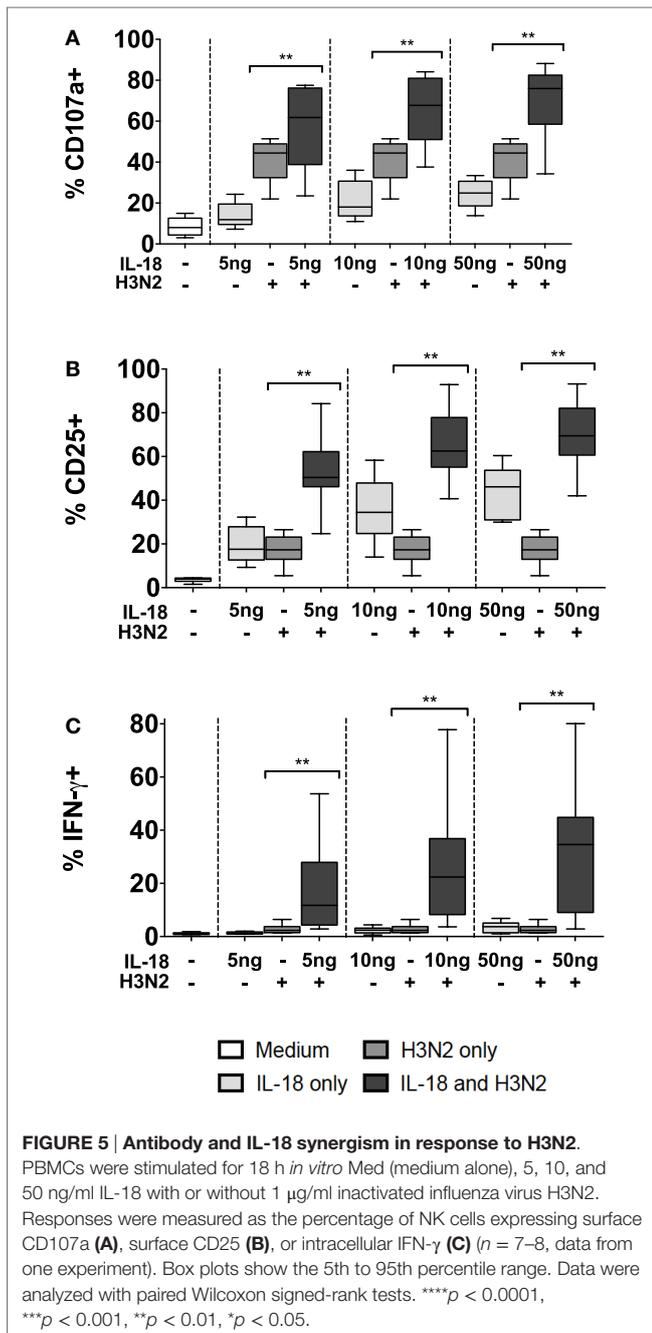 A
% CD107a+
100
80
60
40
20
0
** ** **
IL-18 - 5ng - 5ng 10ng - 10ng 50ng - 50ng
H3N2 - - + + - + + - + +
B
% CD25+
100
80
60
40
20
0
** ** **
IL-18 - 5ng - 5ng 10ng - 10ng 50ng - 50ng
H3N2 - - + + - + + - + +
C
% IFN-γ+
80
60
40
20
0
** ** **
IL-18 - 5ng - 5ng 10ng - 10ng 50ng - 50ng
H3N2 - - + + - + + - + +
Medium H3N2 only
IL-18 only IL-18 and H3N2
FIGURE 5 | Antibody and IL-18 synergism in response to H3N2.
PBMCs were stimulated for 18 h in vitro Med (medium alone), 5, 10, and
50 ng/ml IL-18 with or without 1 μg/ml inactivated influenza virus H3N2.
Responses were measured as the percentage of NK cells expressing surface
CD107a (A), surface CD25 (B), or intracellular IFN-γ (C) (n = 7–8, data from
one experiment). Box plots show the 5th to 95th percentile range. Data were
analyzed with paired Wilcoxon signed-rank tests. ****p < 0.0001,
***p < 0.001, **p < 0.01, *p < 0.05.